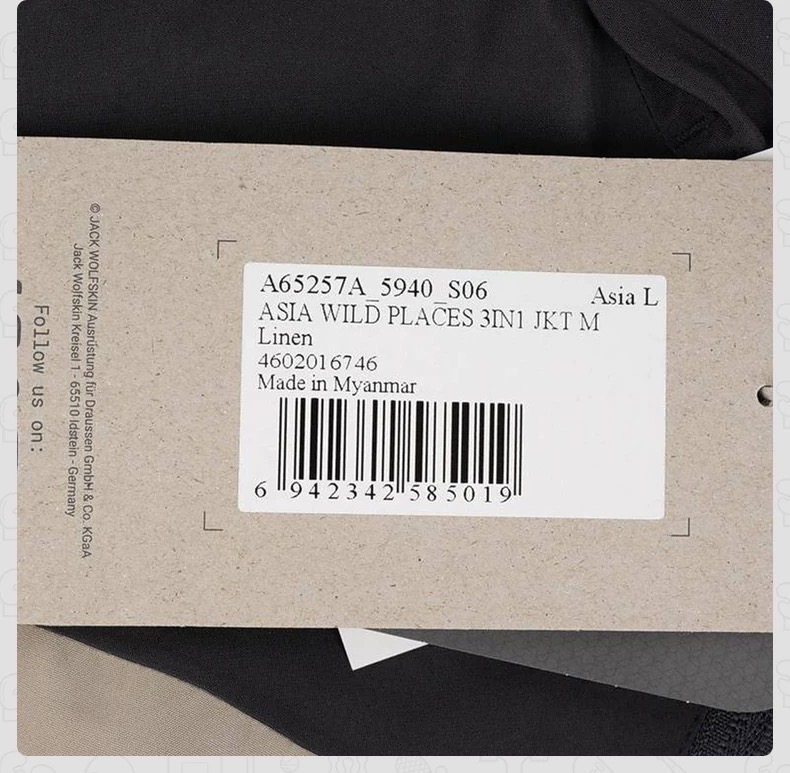 A65257A_5940_S06 Asia L
ASIA WILD PLACES 3IN1 JKT M
Linen
4602016746
Made in Myanmar
6 942342 585019
© JACK WOLFSKIN Ausrüstung für Draussen GmbH & Co. KGaA
Jack Wolfskin Kreisel 1 - 65510 Idstein - Germany
Follow us on: